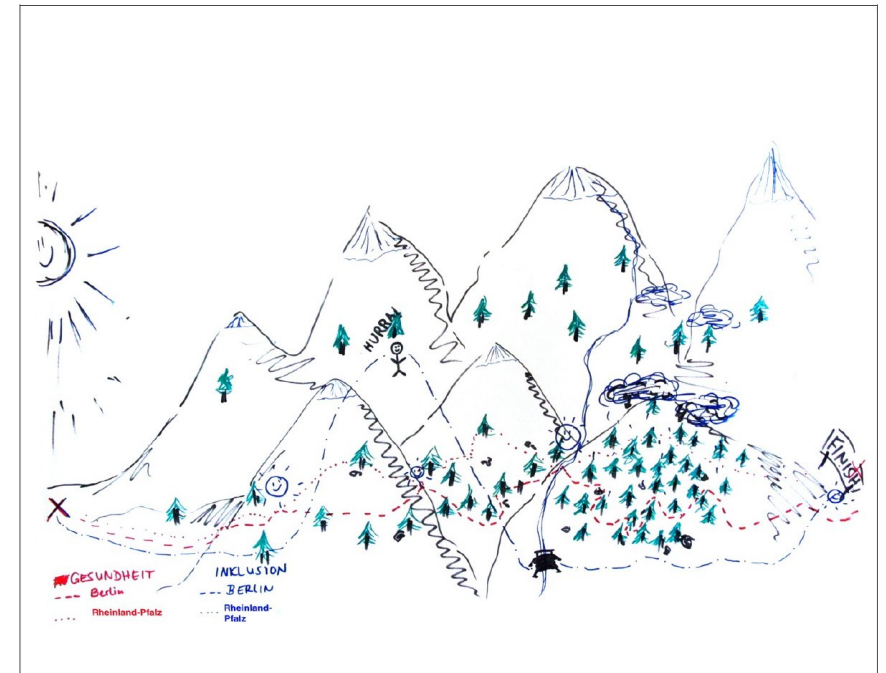 HURRA
FINISH
GESUNDHEIT
Berlin
Rheinland-Pfalz
INKLUSION
BERLIN
Rheinland-
Pfalz